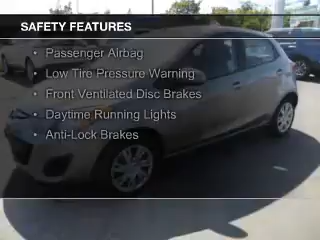 SAFETY FEATURES
• Passenger Airbag
• Low Tire Pressure Warning
• Front Ventilated Disc Brakes
• Daytime Running Lights
• Anti-Lock Brakes